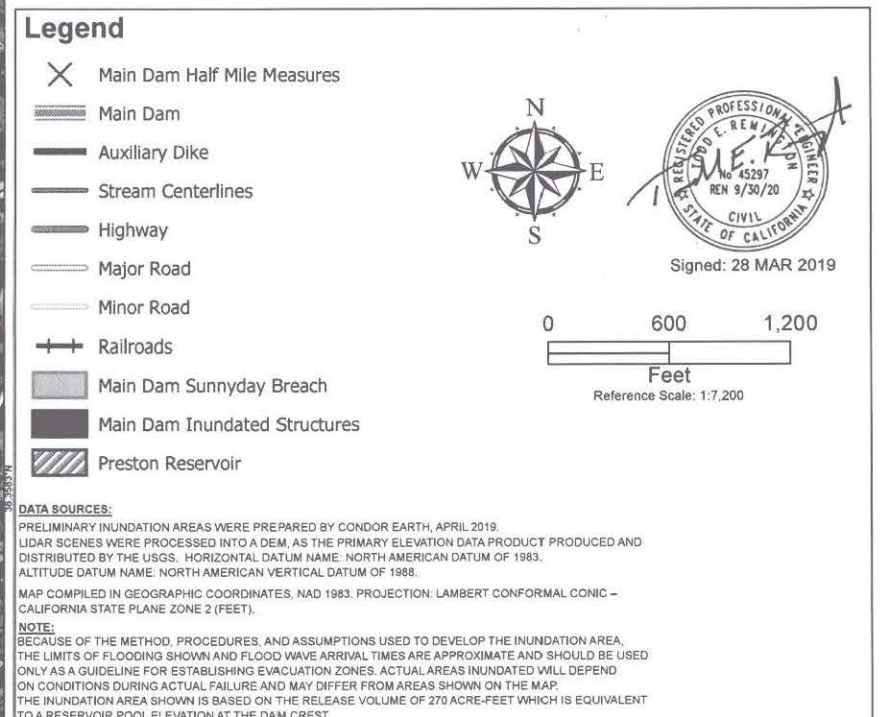 Legend
Main Dam Half Mile Measures
Main Dam
Auxiliary Dike
Stream Centerlines
Highway
Major Road
Minor Road
Railroads
Main Dam Sunnyday Breach
Main Dam Inundated Structures
Preston Reservoir
N
W
E
S
REGISTERED PROFESSIONAL ENGINEER
TODD E. REMINGTON
No 45297
REN 9/30/20
CIVIL
STATE OF CALIFORNIA
Signed: 28 MAR 2019
0 600 1,200
Feet
Reference Scale: 1:7,200
38.3583°N
DATA SOURCES:
PRELIMINARY INUNDATION AREAS WERE PREPARED BY CONDOR EARTH, APRIL 2019.
LIDAR SCENES WERE PROCESSED INTO A DEM, AS THE PRIMARY ELEVATION DATA PRODUCT PRODUCED AND
DISTRIBUTED BY THE USGS. HORIZONTAL DATUM NAME: NORTH AMERICAN DATUM OF 1983.
ALTITUDE DATUM NAME: NORTH AMERICAN VERTICAL DATUM OF 1988.
MAP COMPILED IN GEOGRAPHIC COORDINATES, NAD 1983. PROJECTION: LAMBERT CONFORMAL CONIC –
CALIFORNIA STATE PLANE ZONE 2 (FEET).
NOTE:
BECAUSE OF THE METHOD, PROCEDURES, AND ASSUMPTIONS USED TO DEVELOP THE INUNDATION AREA,
THE LIMITS OF FLOODING SHOWN AND FLOOD WAVE ARRIVAL TIMES ARE APPROXIMATE AND SHOULD BE USED
ONLY AS A GUIDELINE FOR ESTABLISHING EVACUATION ZONES. ACTUAL AREAS INUNDATED WILL DEPEND
ON CONDITIONS DURING ACTUAL FAILURE AND MAY DIFFER FROM AREAS SHOWN ON THE MAP.
THE INUNDATION AREA SHOWN IS BASED ON THE RELEASE VOLUME OF 270 ACRE-FEET WHICH IS EQUIVALENT
TO A RESERVOIR POOL ELEVATION AT THE DAM CREST.